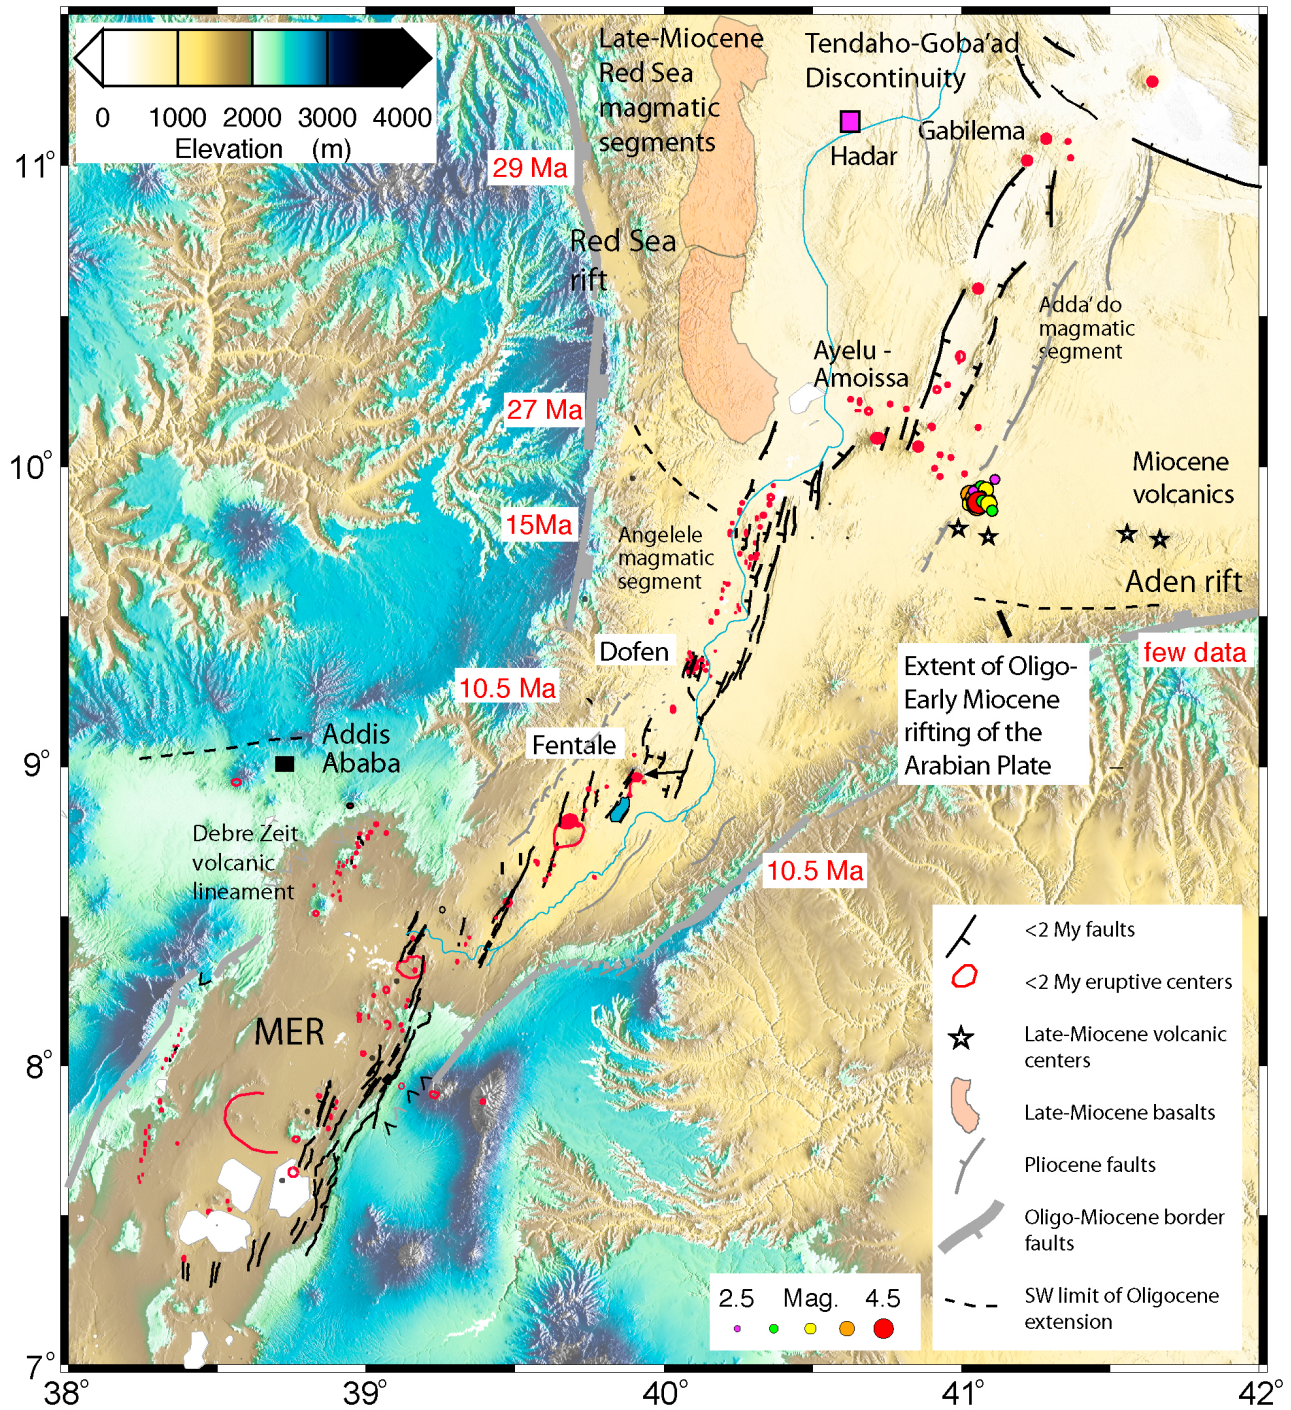 0 1000 2000 3000 4000
Elevation (m)
Late-Miocene
Red Sea
magmatic
segments
Tendaho-Goba'ad
Discontinuity
Gabilema
Hadar
29 Ma
Red Sea
rift
Adda'do
magmatic
segment
Ayelu -
Amoissa
27 Ma
Miocene
volcanics
15Ma
Angelele
magmatic
segment
Aden rift
Dofen
few data
Extent of Oligo-
Early Miocene
rifting of the
Arabian Plate
10.5 Ma
Fentale
Addis
Ababa
Debre Zeit
volcanic
lineament
10.5 Ma
MER
<2 My faults
<2 My eruptive centers
Late-Miocene volcanic
centers
Late-Miocene basalts
Pliocene faults
Oligo-Miocene border
faults
SW limit of Oligocene
extension
2.5 Mag. 4.5
11°
10°
9°
8°
7°
38° 39° 40° 41° 42°